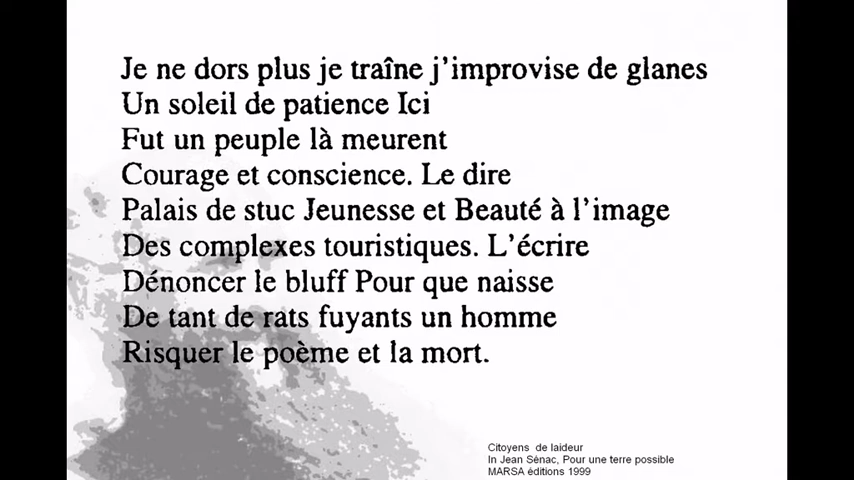 Je ne dors plus je traîne j'improvise de glanes
Un soleil de patience Ici
Fut un peuple là meurent
Courage et conscience. Le dire
Palais de stuc Jeunesse et Beauté à l'image
Des complexes touristiques. L'écrire
Dénoncer le bluff Pour que naisse
De tant de rats fuyants un homme
Risquer le poème et la mort.
Citoyens de laideur
In Jean Sénac, Pour une terre possible
MARSA éditions 1999